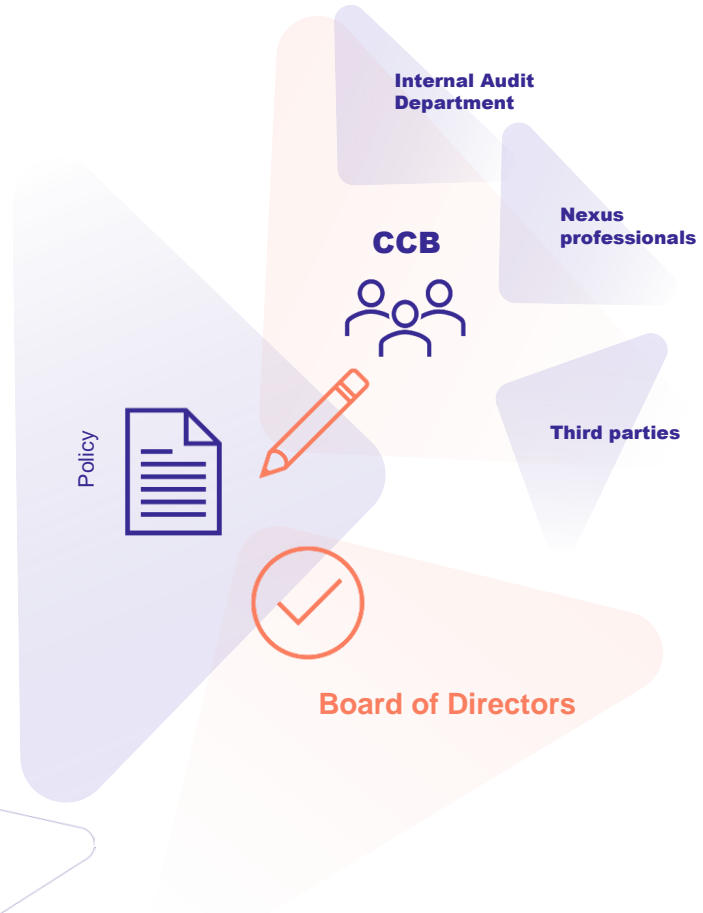 Internal Audit
Department
Nexus
professionals
CCB
Third parties
Policy
Board of Directors